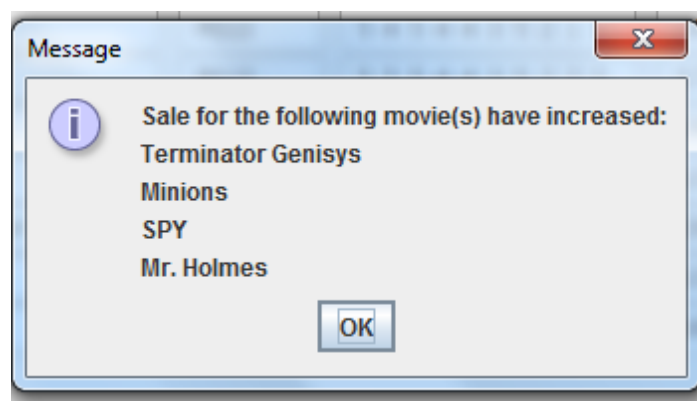 Message
Sale for the following movie(s) have increased:
Terminator Genisys
Minions
SPY
Mr. Holmes
OK